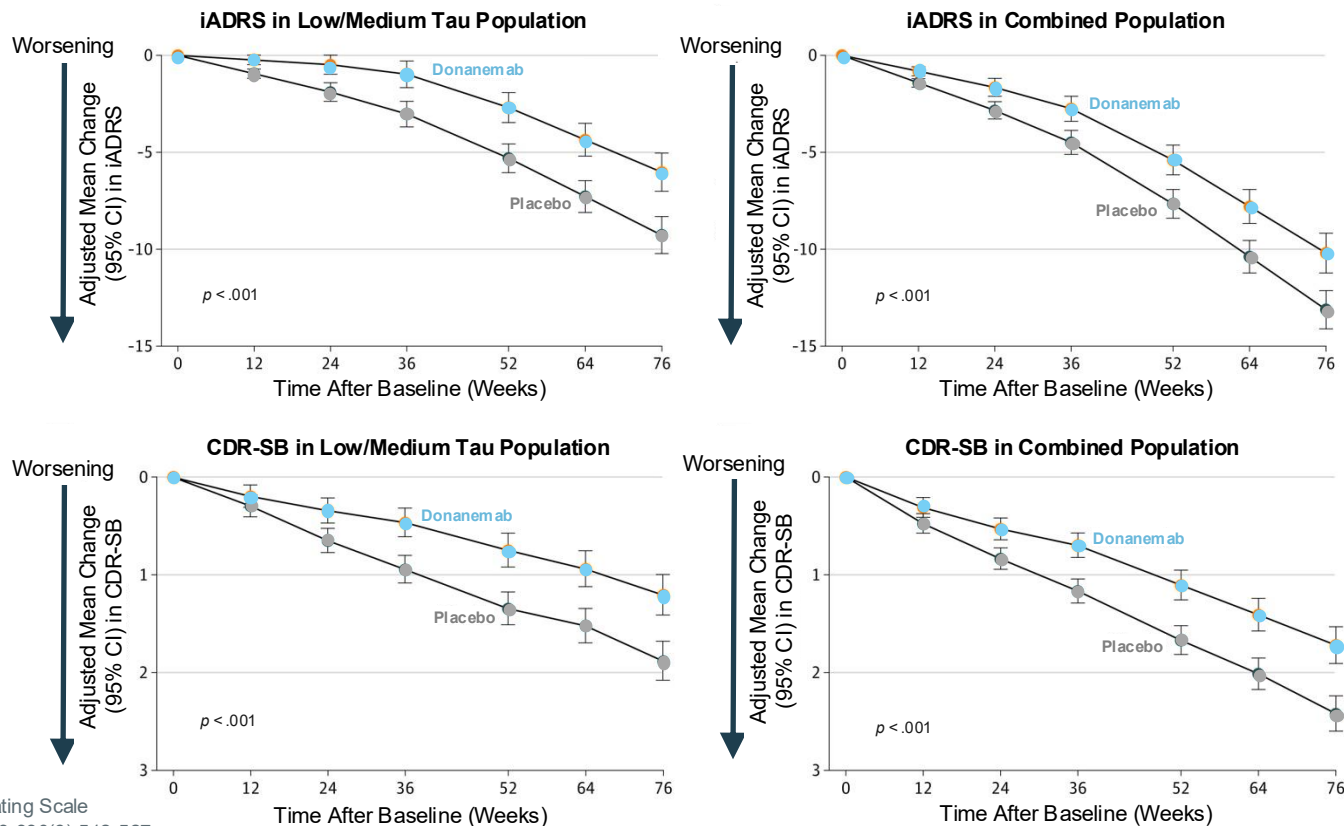 iADRS in Low/Medium Tau Population
Worsening
Adjusted Mean Change
(95% CI) in iADRS
0
-5
-10
-15
Donanemab
Placebo
p < .001
0 12 24 36 52 64 76
Time After Baseline (Weeks)
iADRS in Combined Population
Worsening
Adjusted Mean Change
(95% CI) in iADRS
0
-5
-10
-15
Donanemab
Placebo
p < .001
0 12 24 36 52 64 76
Time After Baseline (Weeks)
CDR-SB in Low/Medium Tau Population
Worsening
Adjusted Mean Change
(95% CI) in CDR-SB
0
1
2
3
Donanemab
Placebo
p < .001
0 12 24 36 52 64 76
Time After Baseline (Weeks)
CDR-SB in Combined Population
Worsening
Adjusted Mean Change
(95% CI) in CDR-SB
0
1
2
3
Donanemab
Placebo
p < .001
0 12 24 36 52 64 76
Time After Baseline (Weeks)
Scale